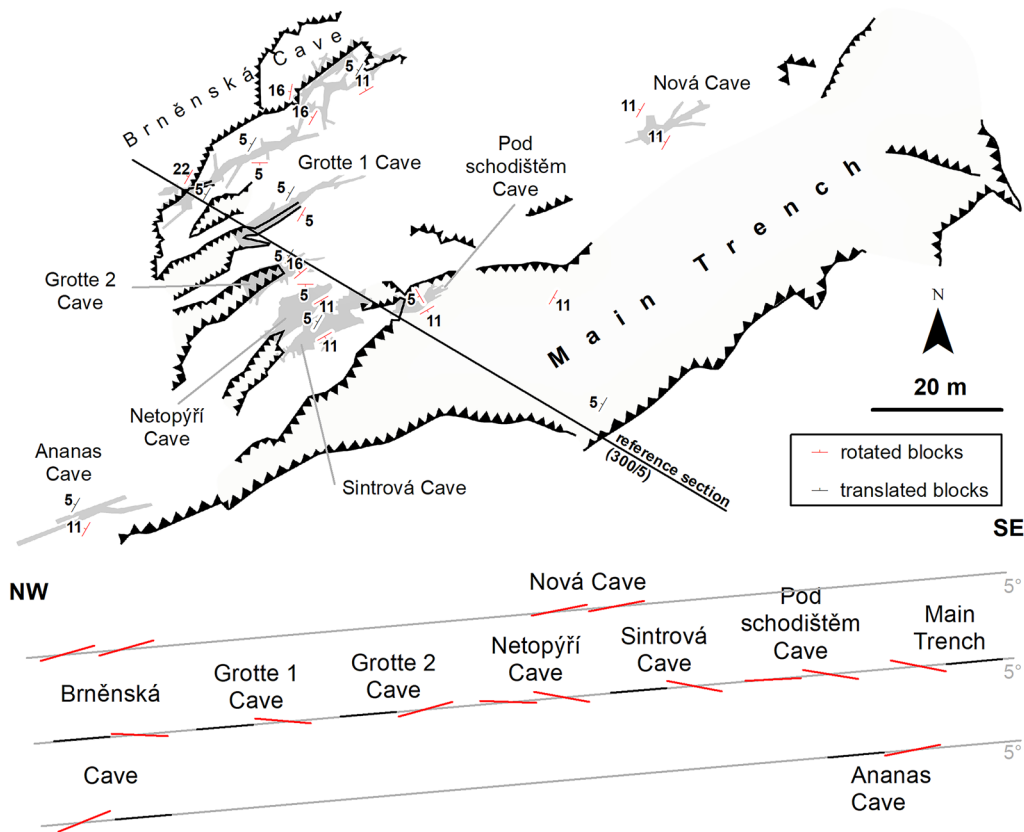 Brněnská Cave
16
5
11
16
5
5
22
5
Grotte 1 Cave
5
5
Pod
schodištěm
Cave
Nová Cave
11
11
Main Trench
Grotte 2
Cave
5
16
5
11
5
11
5
11
11
N
20 m
Netopýří
Cave
Sintrová Cave
5
reference section
(300/5)
rotated blocks
translated blocks
Ananas
Cave
5
11
NW
SE
Nová Cave
5°
Brněnská
Grotte 1
Cave
Grotte 2
Cave
Netopýří
Cave
Sintrová
Cave
Pod
schodištěm
Cave
Main
Trench
5°
Cave
5°
Ananas
Cave